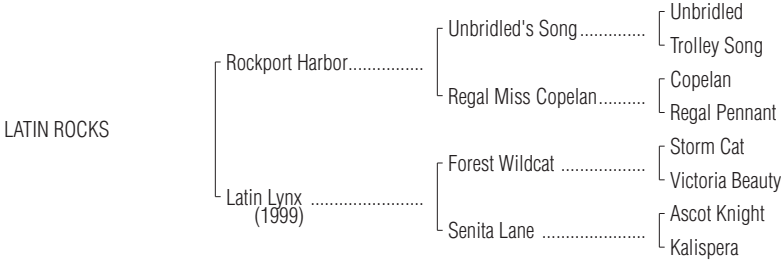 Unbridled
Unbridled's Song..............
Trolley Song
Rockport Harbor................
Copelan
Regal Miss Copelan..........
Regal Pennant
LATIN ROCKS
Storm Cat
Forest Wildcat ..................
Victoria Beauty
Latin Lynx ........................
(1999)
Ascot Knight
Senita Lane ......................
Kalispera